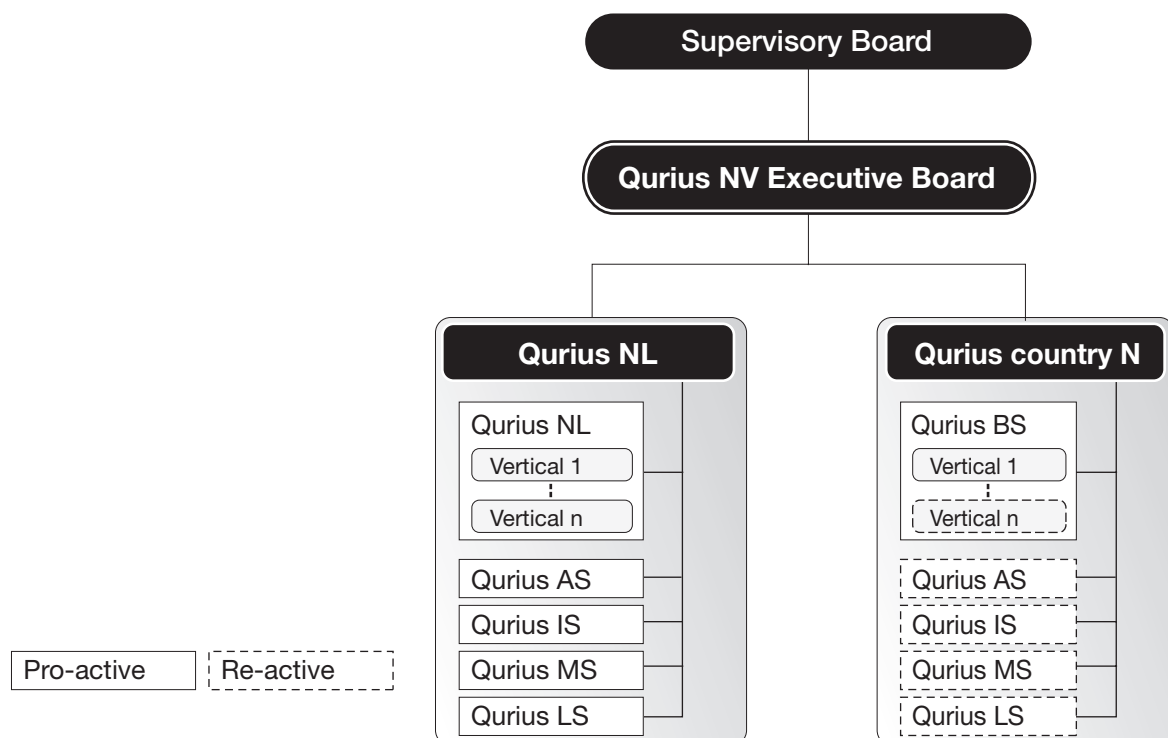 Supervisory Board
Qurius NV Executive Board
Qurius NL
Qurius NL
Vertical 1
Vertical n
Qurius AS
Qurius IS
Qurius MS
Qurius LS
Qurius country N
Qurius BS
Vertical 1
Vertical n
Qurius AS
Qurius IS
Qurius MS
Qurius LS
Pro-active
Re-active